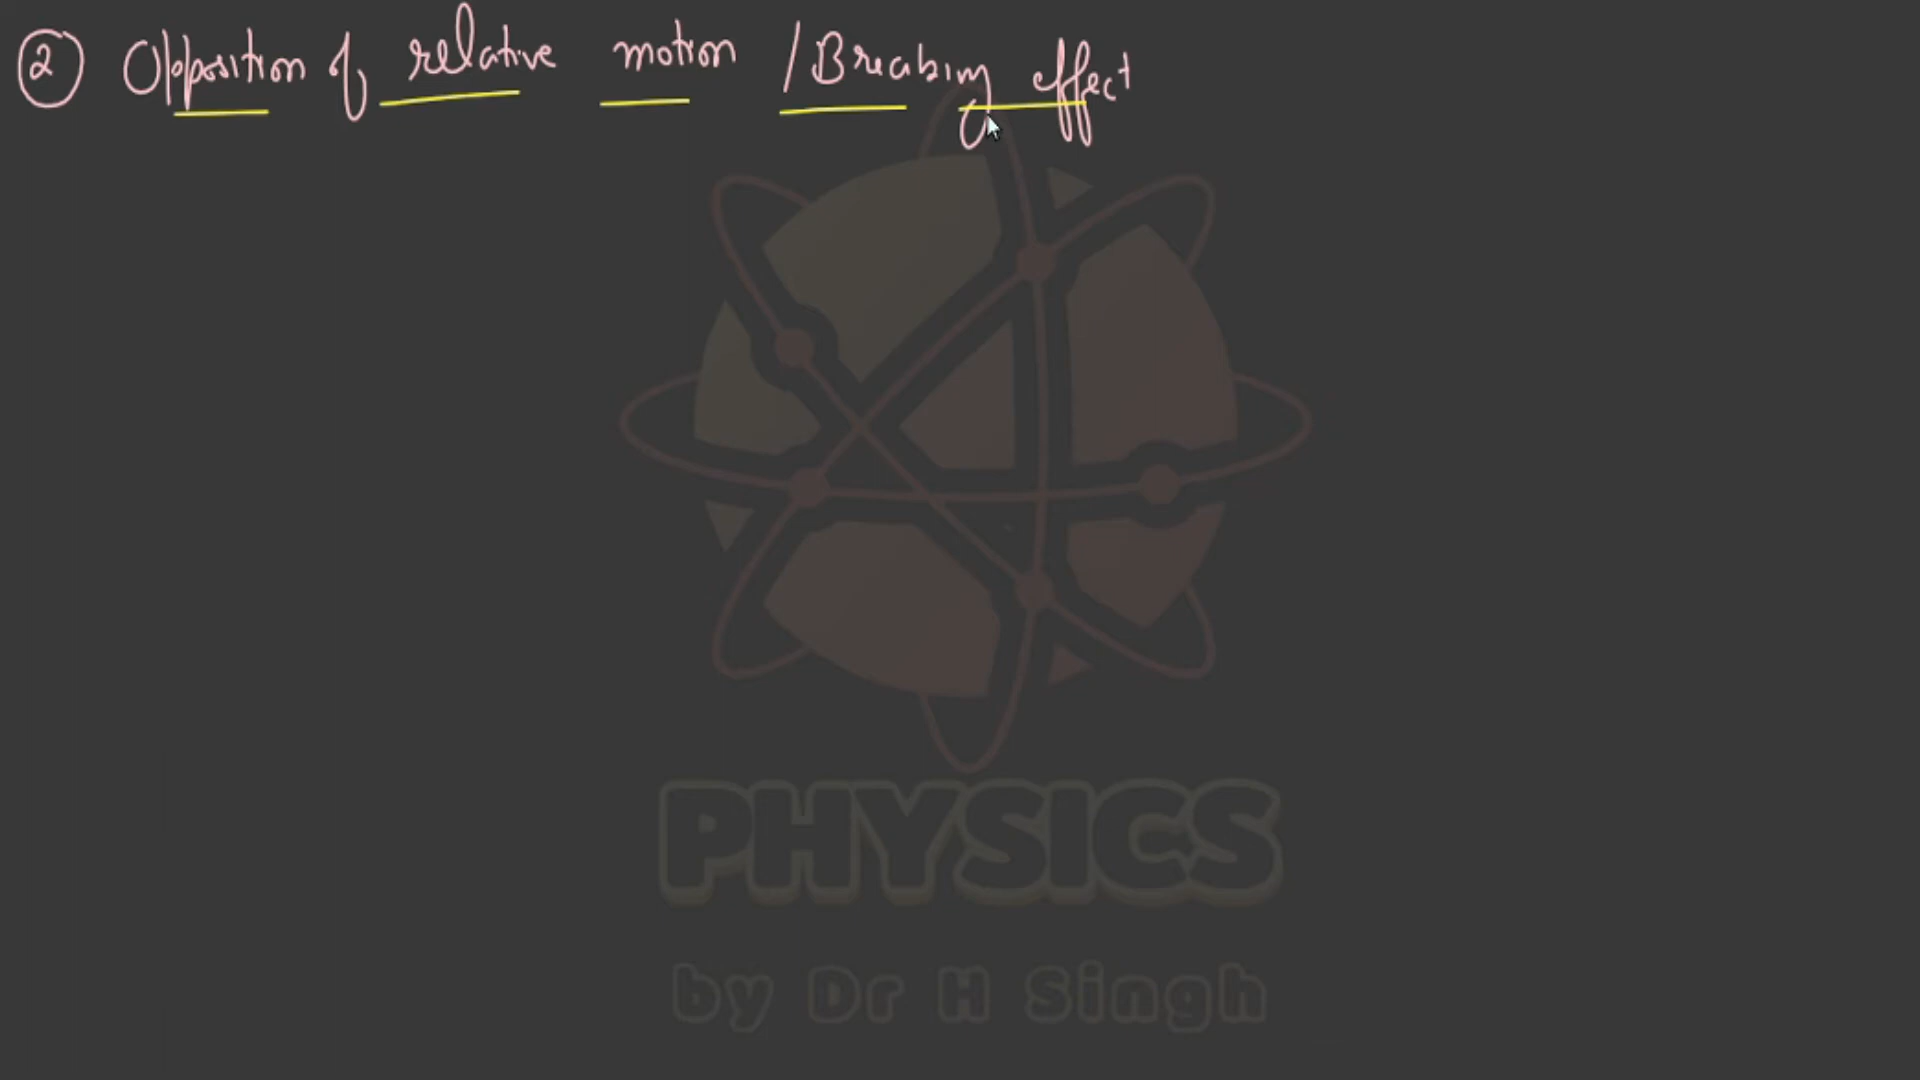 ② Opposition of relative motion / Breaking effect
PHYSICS
by Dr H Singh